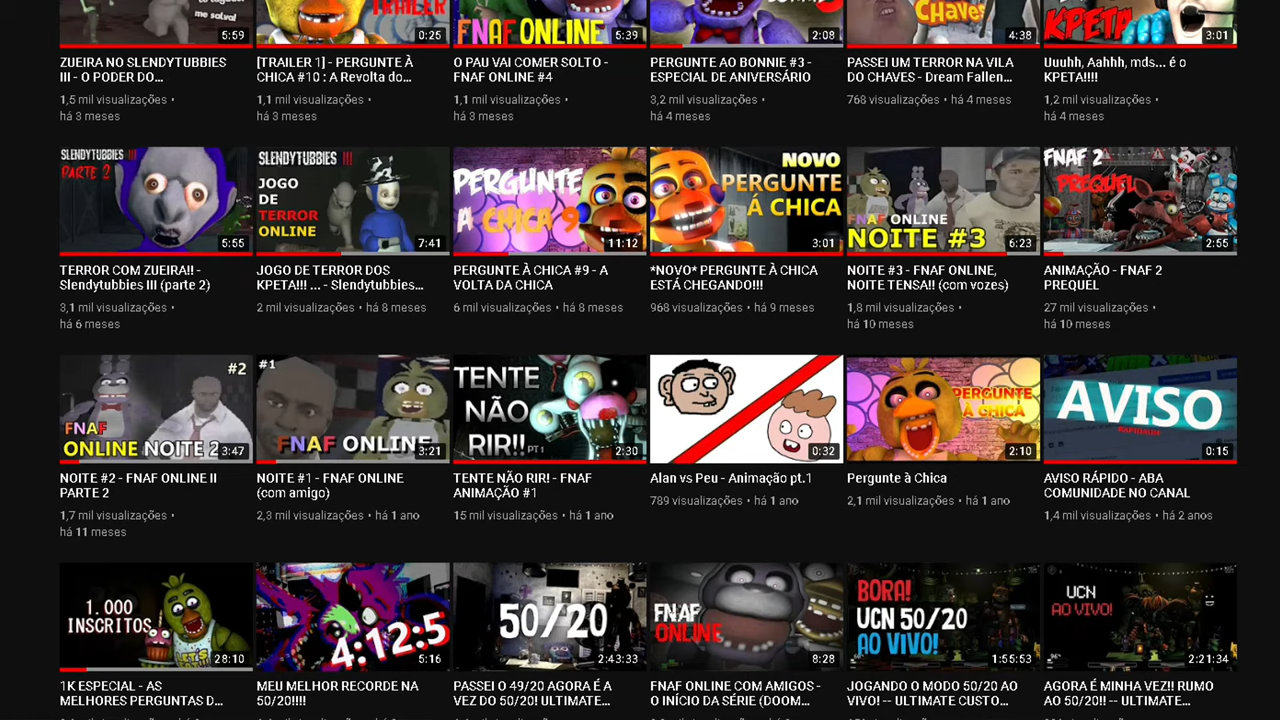 me salva!
5:59
TRAILER
0:25
FNAF ONLINE
5:39
2:08
Chaves
4:38
KPETA
3:01
ZUEIRA NO SLENDYTUBBIES
III - O PODER DO...
1,5 mil visualizações •
há 3 meses
[TRAILER 1] - PERGUNTE À
CHICA #10 : A Revolta do...
1,1 mil visualizações •
há 3 meses
O PAU VAI COMER SOLTO -
FNAF ONLINE #4
1,1 mil visualizações •
há 3 meses
PERGUNTE AO BONNIE #3 -
ESPECIAL DE ANIVERSÁRIO
3,2 mil visualizações •
há 4 meses
PASSEI UM TERROR NA VILA
DO CHAVES - Dream Fallen...
768 visualizações • há 4 meses
Uuuhh, Aahhh, mds... é o
KPETA!!!!
1,2 mil visualizações •
há 4 meses
SLENDYTUBBIES III
PARTE 2
5:55
SLENDYTUBBIES III
JOGO
DE
TERROR
ONLINE
7:41
PERGUNTE
A CHICA 9
11:12
NOVO
PERGUNTE
Á CHICA
3:01
FNAF ONLINE
NOITE #3
6:23
FNAF 2
PREQUEL
2:55
TERROR COM ZUEIRA!! -
Slendytubbies III (parte 2)
3,1 mil visualizações •
há 6 meses
JOGO DE TERROR DOS
KPETA!!! ... - Slendytubbies...
2 mil visualizações • há 8 meses
PERGUNTE À CHICA #9 - A
VOLTA DA CHICA
6 mil visualizações • há 8 meses
*NOVO* PERGUNTE À CHICA
ESTÁ CHEGANDO!!!
968 visualizações • há 9 meses
NOITE #3 - FNAF ONLINE,
NOITE TENSA!! (com vozes)
1,8 mil visualizações •
há 10 meses
ANIMAÇÃO - FNAF 2
PREQUEL
27 mil visualizações •
há 10 meses
#2
FNAF
ONLINE NOITE 2
3:47
#1
FNAF ONLINE
3:21
TENTE
NÃO
RIR!! PT1
2:30
0:32
PERGUNTE
À CHICA
2:10
AVISO
RAPIDÃO!!
0:15
NOITE #2 - FNAF ONLINE II
PARTE 2
1,7 mil visualizações •
há 11 meses
NOITE #1 - FNAF ONLINE
(com amigo)
2,3 mil visualizações • há 1 ano
TENTE NÃO RIR! - FNAF
ANIMAÇÃO #1
15 mil visualizações • há 1 ano
Alan vs Peu - Animação pt.1
789 visualizações • há 1 ano
Pergunte à Chica
2,1 mil visualizações • há 1 ano
AVISO RÁPIDO - ABA
COMUNIDADE NO CANAL
1,4 mil visualizações • há 2 anos
1.000
INSCRITOS
28:10
4:12:5
5:16
50/20
2:43:33
FNAF
ONLINE
8:28
BORA!
UCN 50/20
AO VIVO!
1:55:53
UCN
AO VIVO!
2:21:34
1K ESPECIAL - AS
MELHORES PERGUNTAS D...
MEU MELHOR RECORDE NA
50/20!!!!
PASSEI O 49/20 AGORA É A
VEZ DO 50/20! ULTIMATE...
FNAF ONLINE COM AMIGOS -
O INÍCIO DA SÉRIE (DOOM...
JOGANDO O MODO 50/20 AO
VIVO! -- ULTIMATE CUSTO...
AGORA É MINHA VEZ!! RUMO
AO 50/20!! -- ULTIMATE...